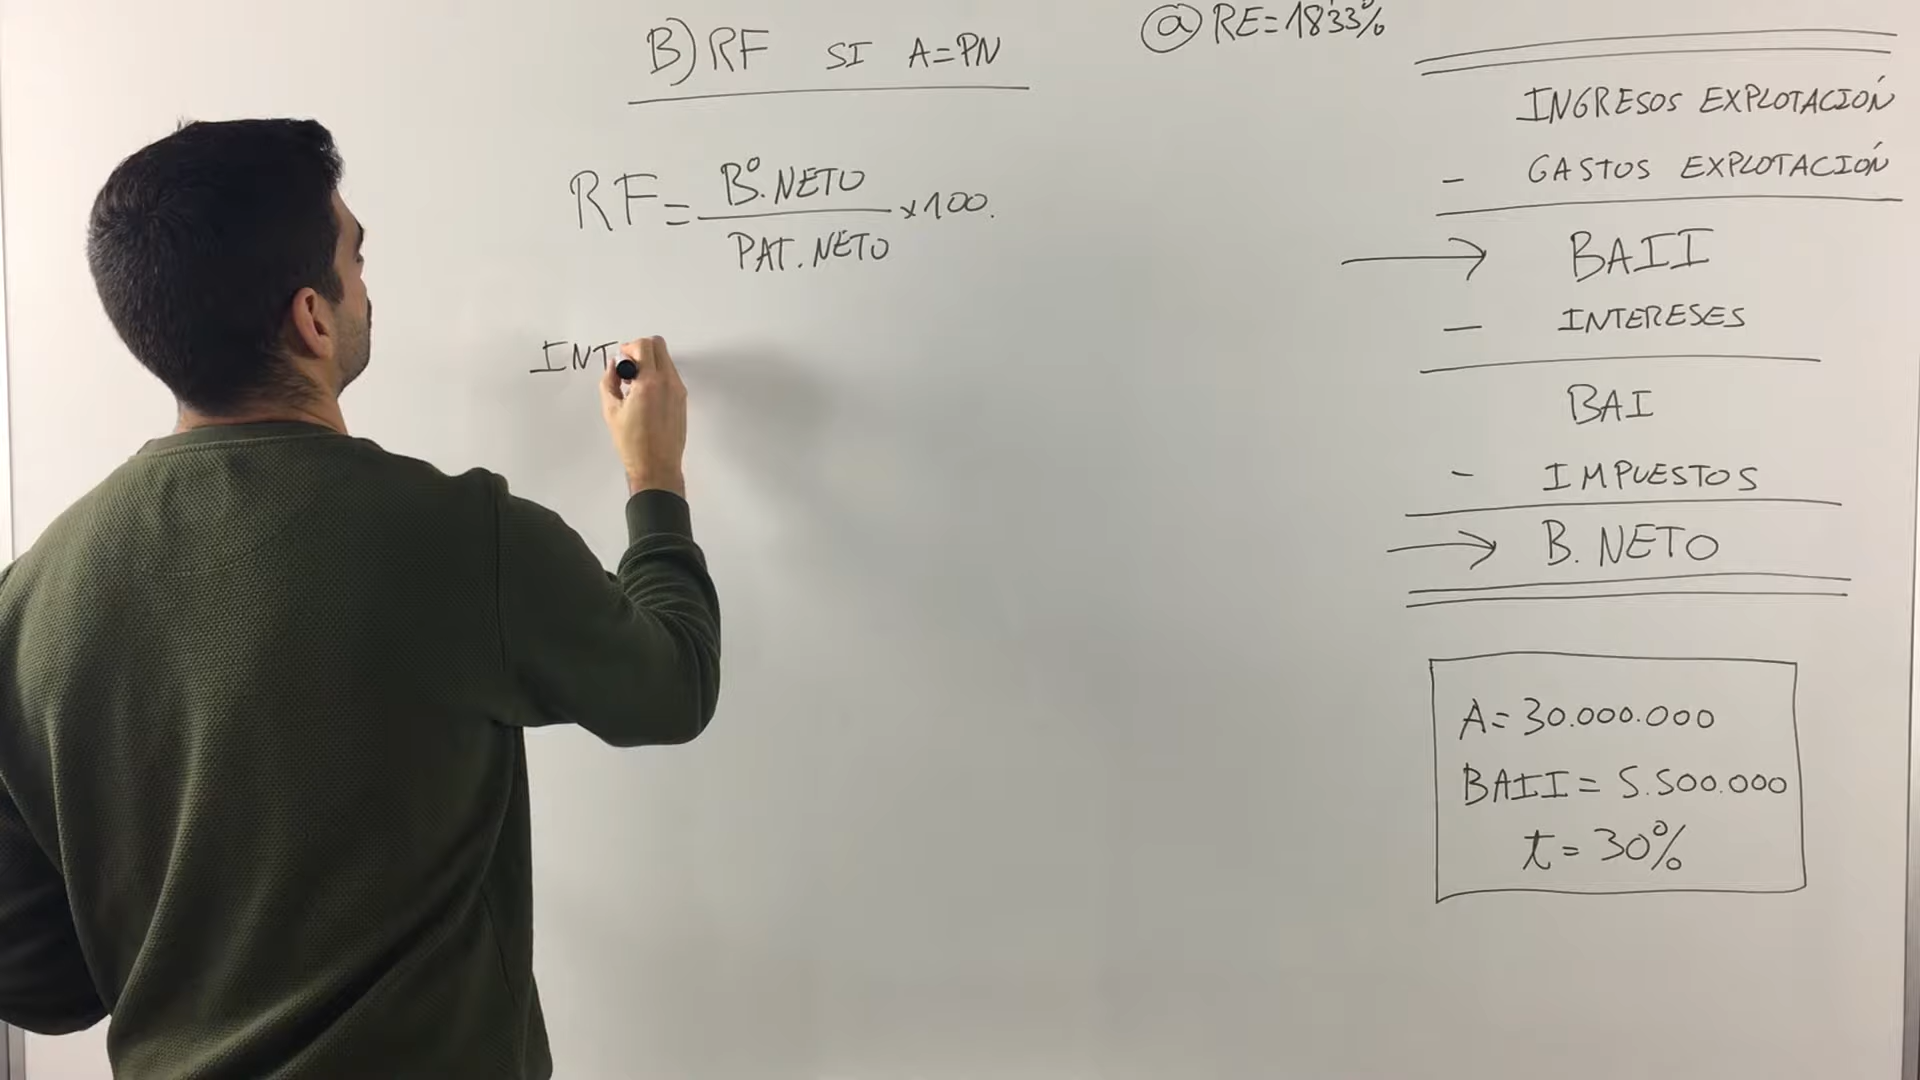 B) RF SI A=PN
RF= Bº.NETO / PAT. NETO ×100.
INT
@ RE=18'33%
INGRESOS EXPLOTACIÓN
- GASTOS EXPLOTACIÓN
→ BAII
- INTERESES
BAI
- IMPUESTOS
→ B. NETO
A=30.000.000
BAII= 5.500.000
t= 30%